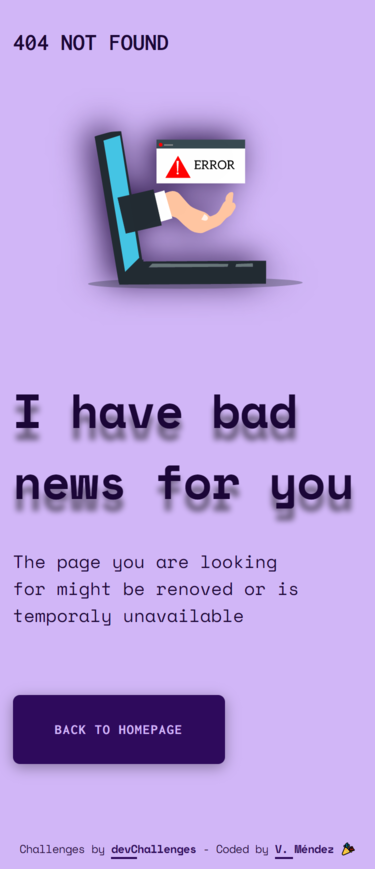 404 NOT FOUND
ERROR
I have bad
news for you
The page you are looking
for might be renoved or is
temporaly unavailable
BACK TO HOMEPAGE
Challenges by devChallenges - Coded by V. Méndez 🎉